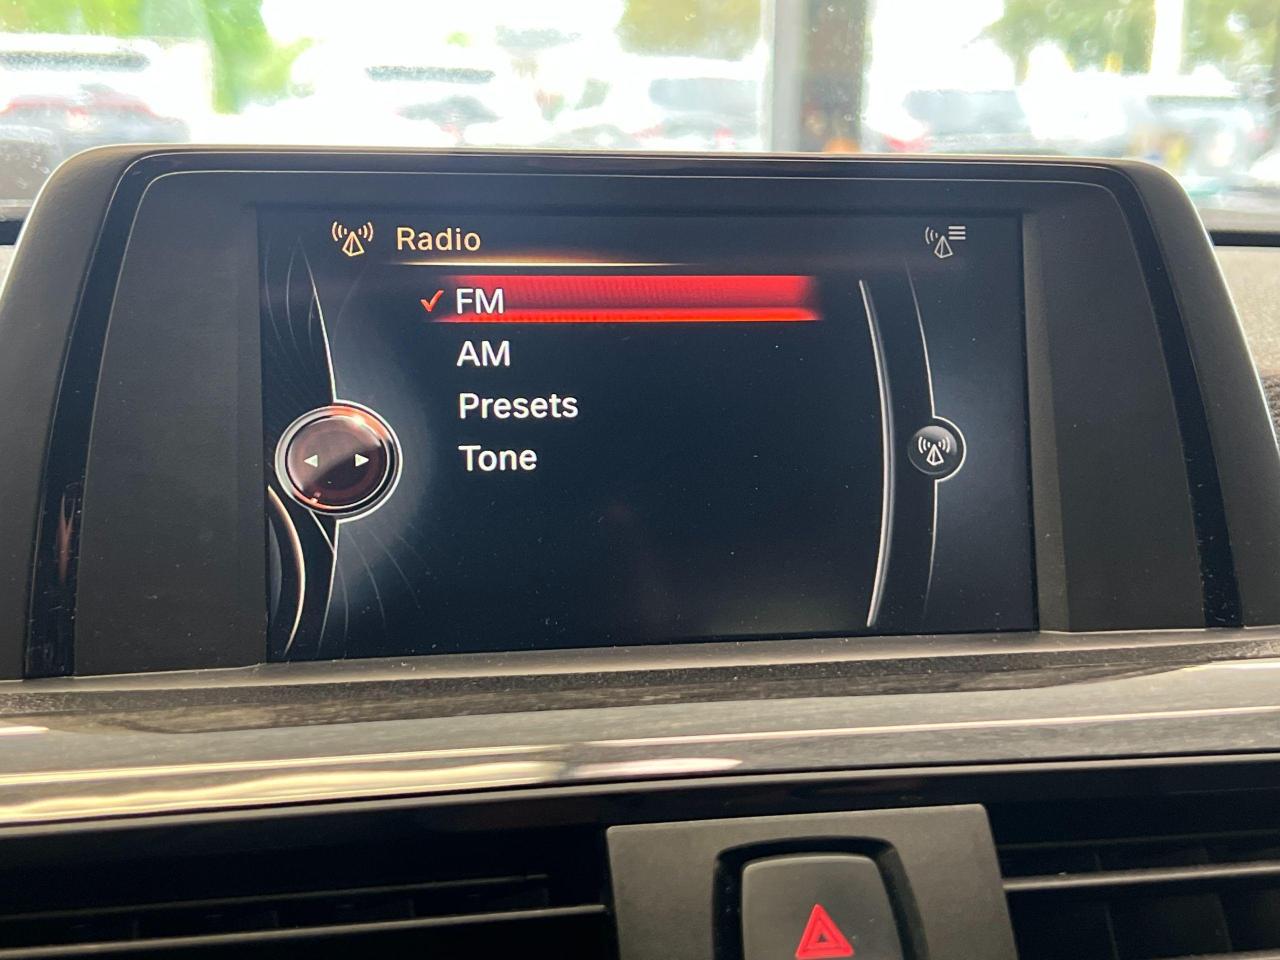 Radio
FM
AM
Presets
Tone